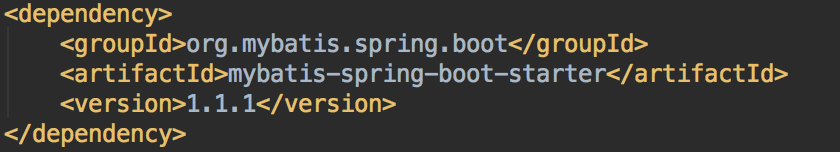 <dependency>
    <groupId>org.mybatis.spring.boot</groupId>
    <artifactId>mybatis-spring-boot-starter</artifactId>
    <version>1.1.1</version>
</dependency>